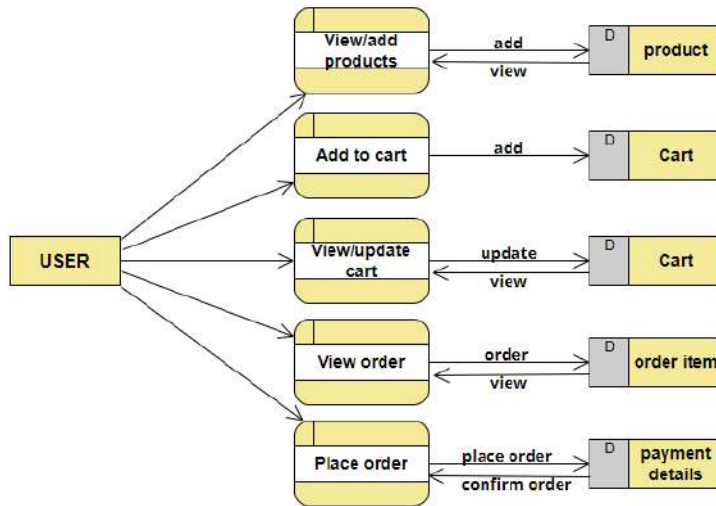 View/add
products
add
view
D
product
Add to cart
add
D
Cart
USER
View/update
cart
update
view
D
Cart
View order
order
view
D
order item
Place order
place order
confirm order
D
payment
details